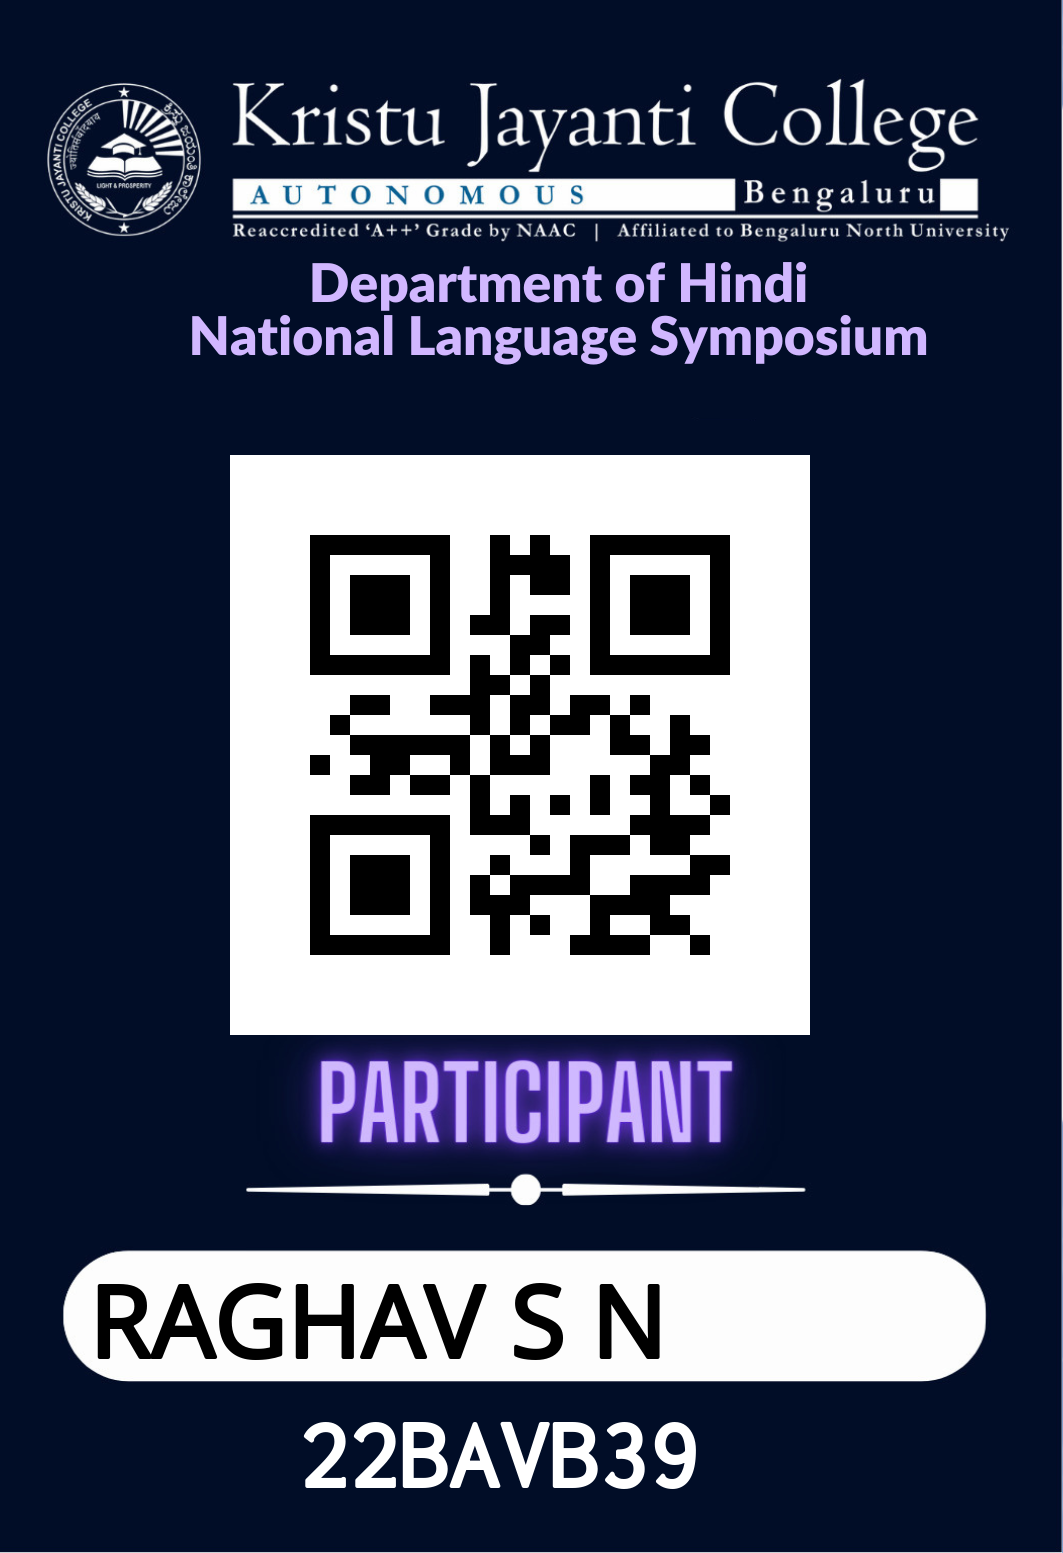 Kristu Jayanti College
AUTONOMOUS Bengaluru
Reaccredited ‘A++’ Grade by NAAC | Affiliated to Bengaluru North University
KRISTU JAYANTI COLLEGE
LIGHT & PROSPERITY
Department of Hindi
National Language Symposium
PARTICIPANT
RAGHAV S N
22BAVB39